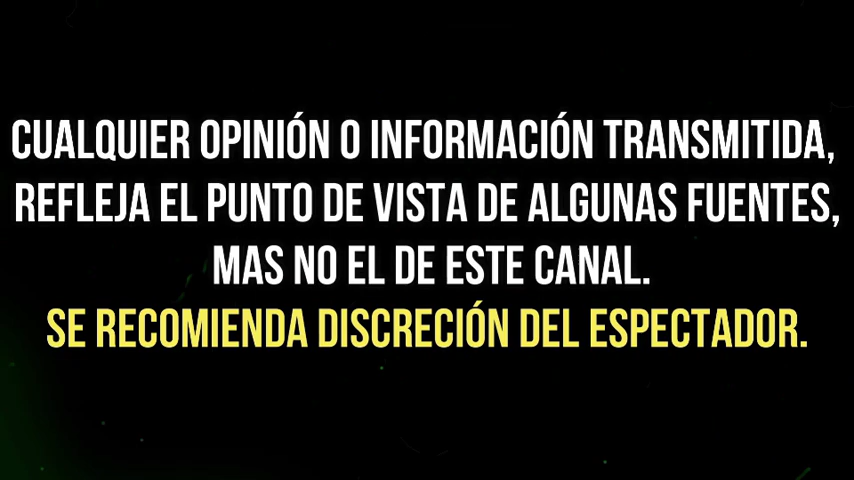 CUALQUIER OPINIÓN O INFORMACIÓN TRANSMITIDA,
REFLEJA EL PUNTO DE VISTA DE ALGUNAS FUENTES,
MAS NO EL DE ESTE CANAL.
SE RECOMIENDA DISCRECIÓN DEL ESPECTADOR.